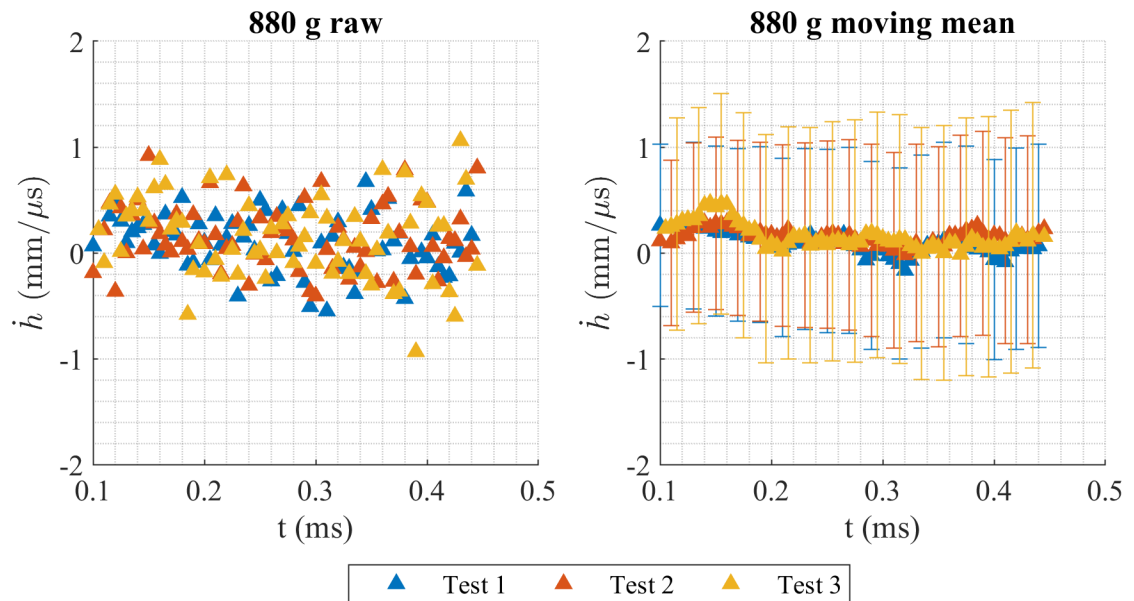 880 g raw
2
1
0
-1
-2
ḣ (mm/μs)
0.1 0.2 0.3 0.4 0.5
t (ms)
880 g moving mean
2
1
0
-1
-2
ḣ (mm/μs)
0.1 0.2 0.3 0.4 0.5
t (ms)
Test 1 Test 2 Test 3